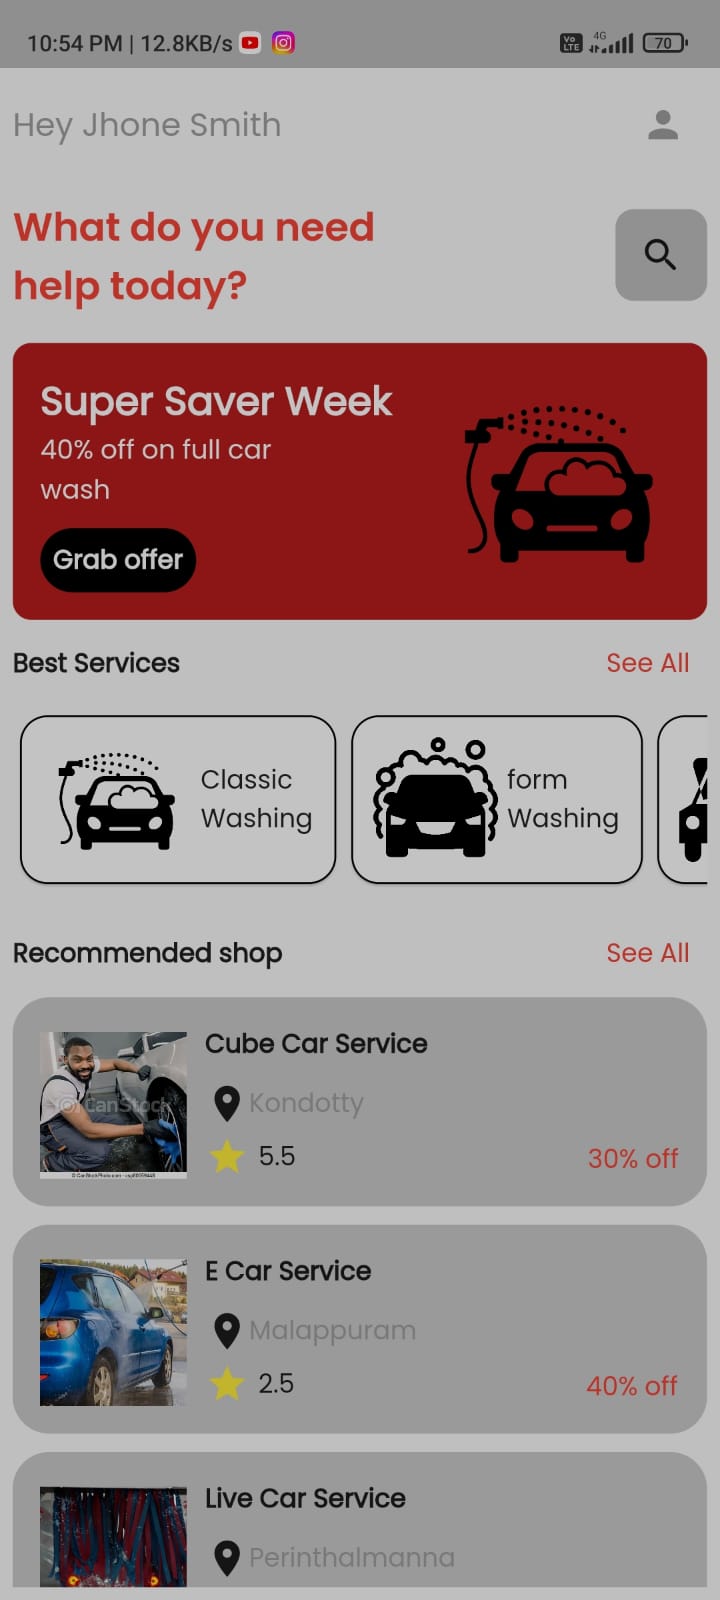 10:54 PM | 12.8KB/s
Vo LTE 4G 70
Hey Jhone Smith
What do you need
help today?
Super Saver Week
40% off on full car
wash
Grab offer
Best Services See All
Classic
Washing
form
Washing
Recommended shop See All
Cube Car Service
Kondotty
5.5
30% off
© CanStock
E Car Service
Malappuram
2.5
40% off
Live Car Service
Perinthalmanna